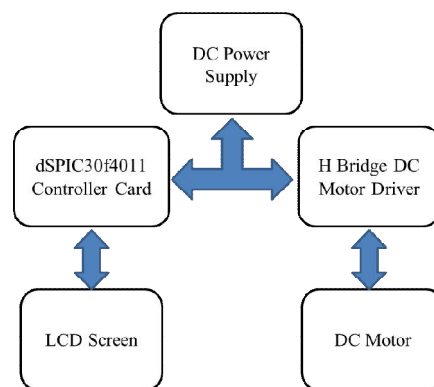 DC Power
Supply
dSPIC30f4011
Controller Card
H Bridge DC
Motor Driver
LCD Screen
DC Motor